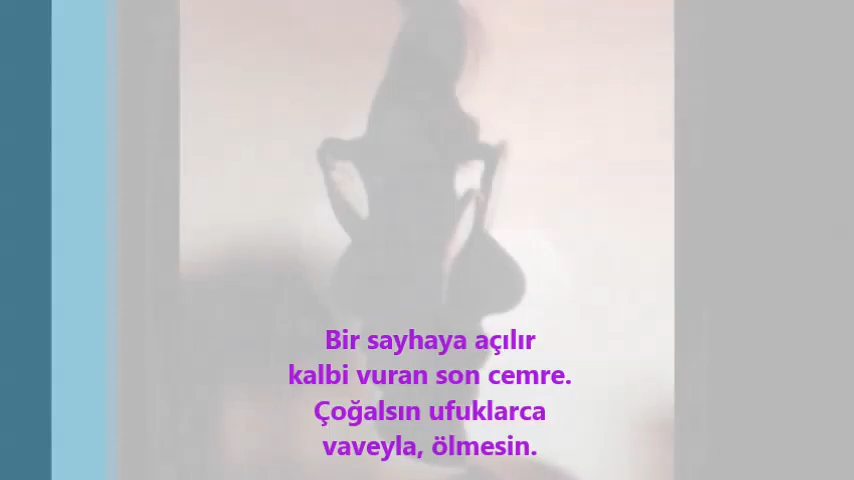 Bir sayhaya açılır
kalbi vuran son cemre.
Çoğalsın ufuklarca
vaveyla, ölmesin.